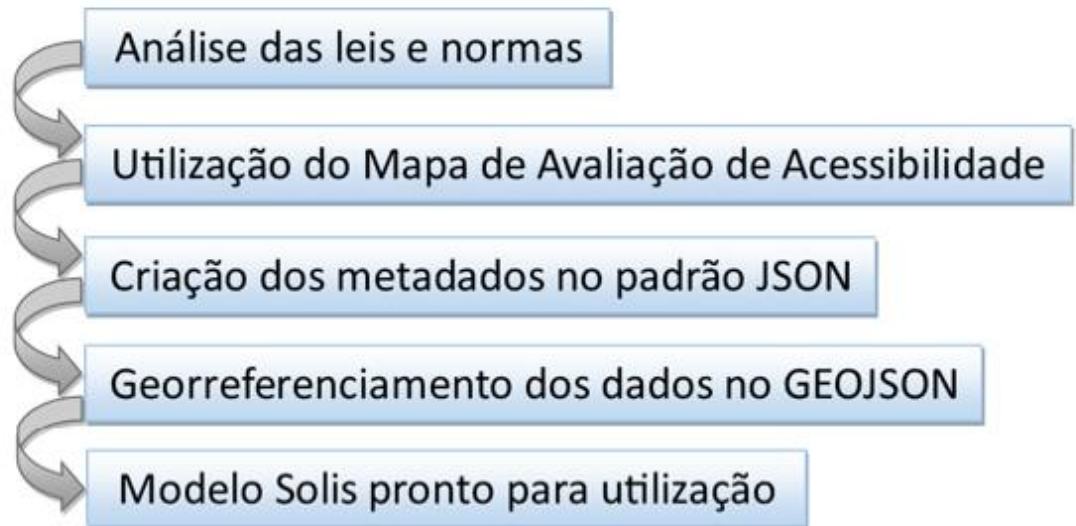 Análise das leis e normas
Utilização do Mapa de Avaliação de Acessibilidade
Criação dos metadados no padrão JSON
Georreferenciamento dos dados no GEOJSON
Modelo Solis pronto para utilização